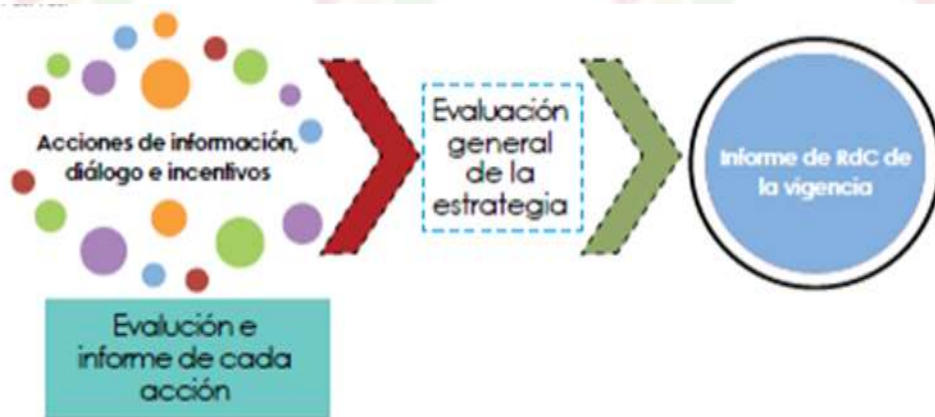 Acciones de información,
diálogo e incentivos
Evalución e
informe de cada
acción
Evaluación
general
de la
estrategia
Informe de RdC de
la vigencia